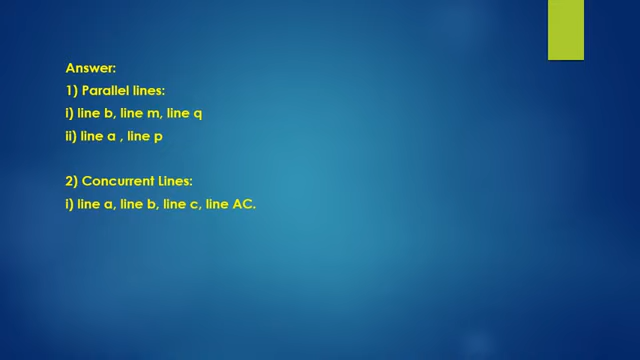 Answer:
1) Parallel lines:
i) line b, line m, line q
ii) line a , line p
2) Concurrent Lines:
i) line a, line b, line c, line AC.